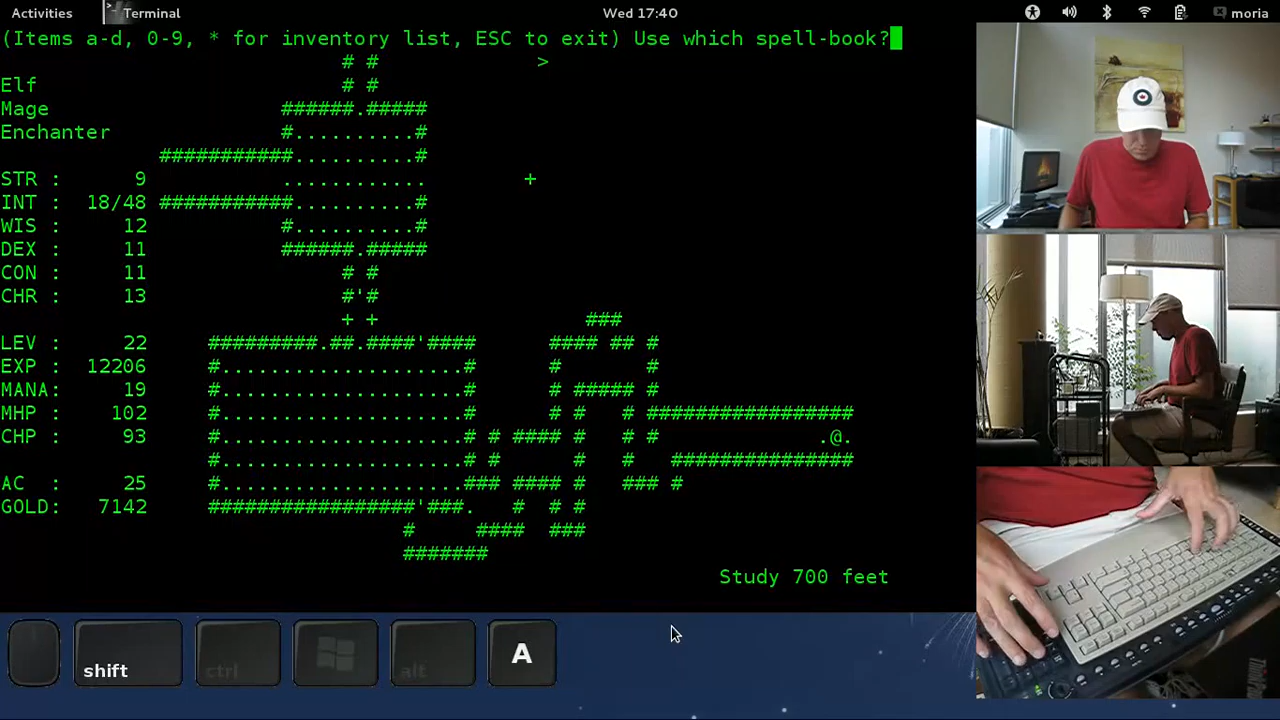 Activities Terminal Wed 17:40 moria
(Items a-d, 0-9, * for inventory list, ESC to exit) Use which spell-book?
# # >
Elf # #
Mage ######.#####
Enchanter #..........#
###########..........#
STR : 9 ............ +
INT : 18/48 ###########..........#
WIS : 12 #..........#
DEX : 11 ######.#####
CON : 11 # #
CHR : 13 #'#
+ + ###
LEV : 22 #########.##.####'#### #### ## #
EXP : 12206 #....................# # #
MANA: 19 #....................# # ##### #
MHP : 102 #....................# # # # #################
CHP : 93 #....................# # #### # # # .@.
#....................# # # # ###############
AC : 25 #....................### #### # ### #
GOLD: 7142 #################'###. # # #
# #### ###
#######
Study 700 feet
shift ctrl alt A